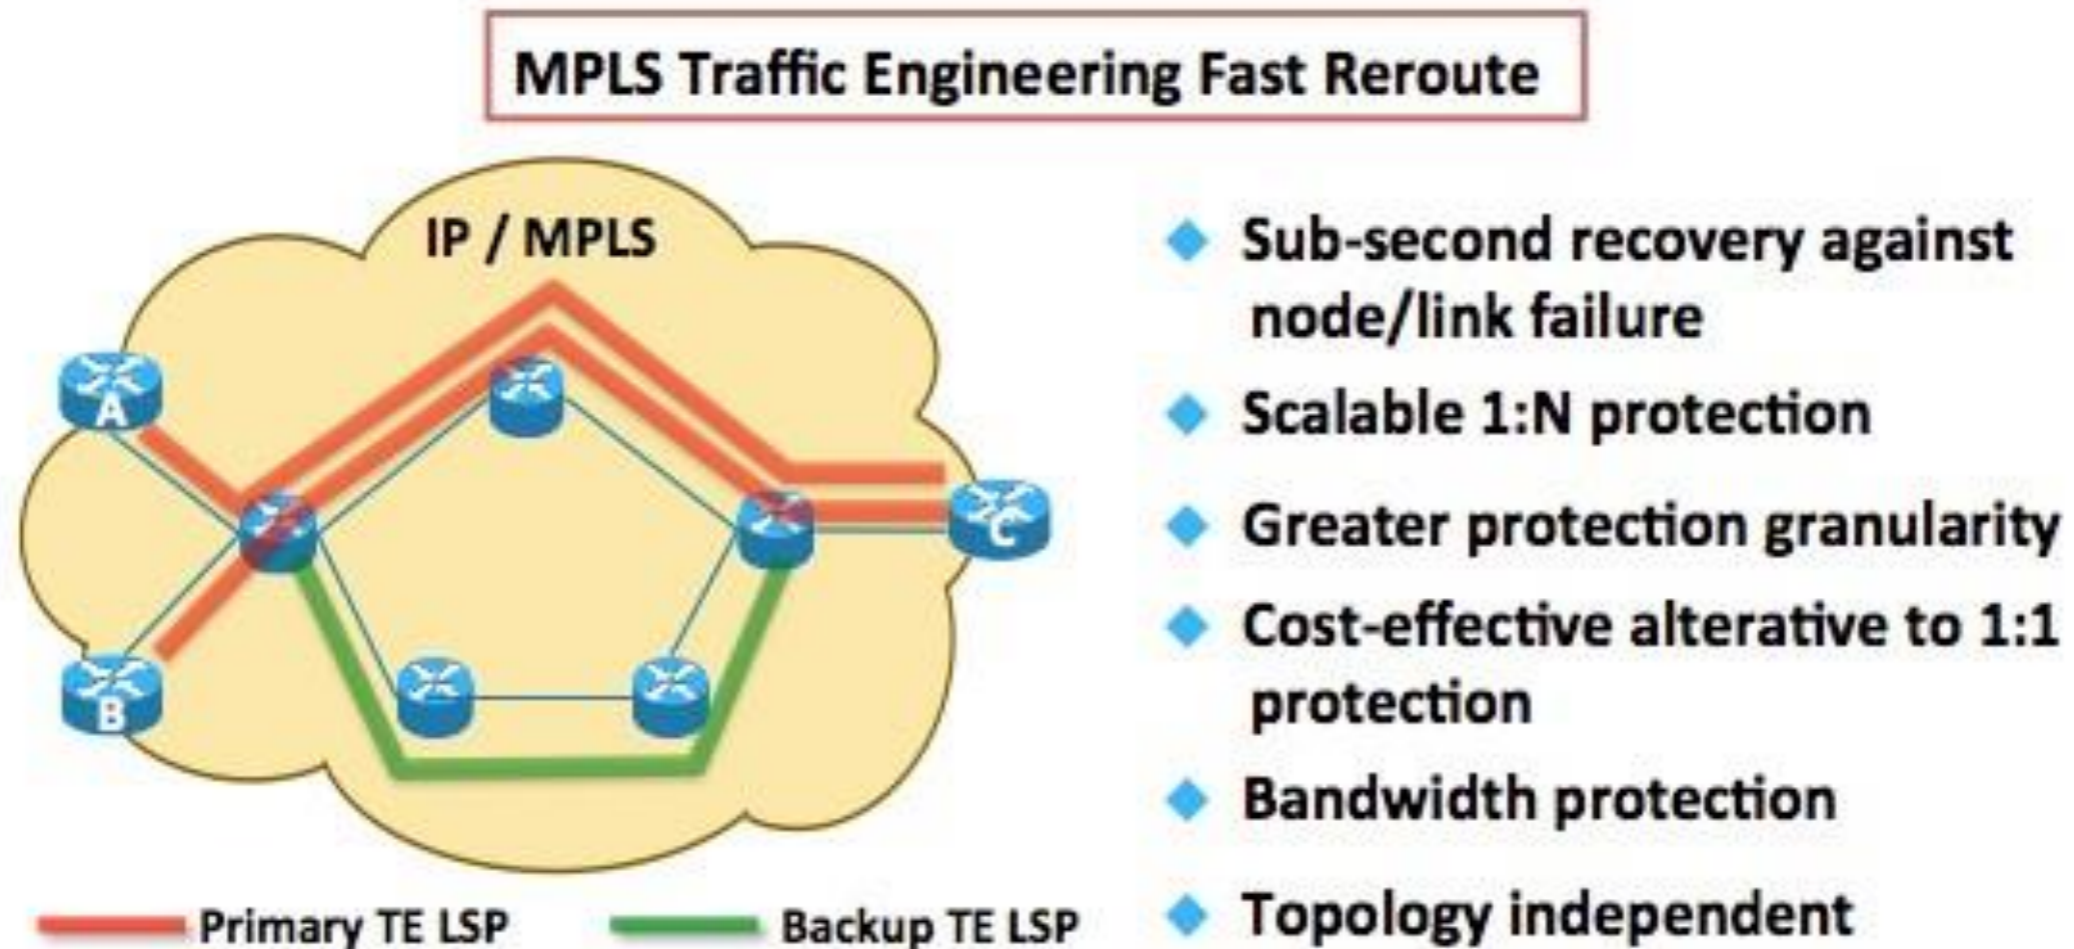 MPLS Traffic Engineering Fast Reroute
IP / MPLS
A
B
C
Primary TE LSP
Backup TE LSP
Sub-second recovery against
node/link failure
Scalable 1:N protection
Greater protection granularity
Cost-effective alterative to 1:1
protection
Bandwidth protection
Topology independent